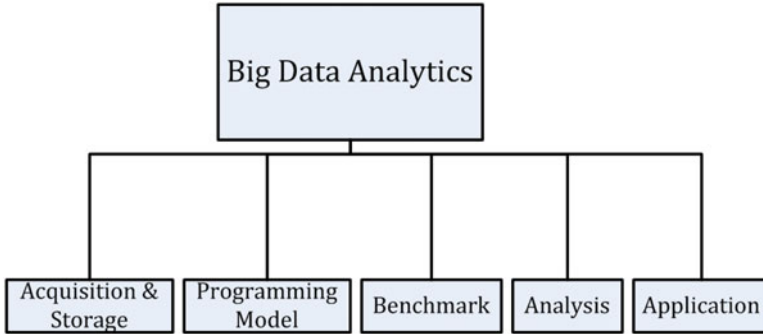 Big Data Analytics
Acquisition &
Storage
Programming
Model
Benchmark
Analysis
Application